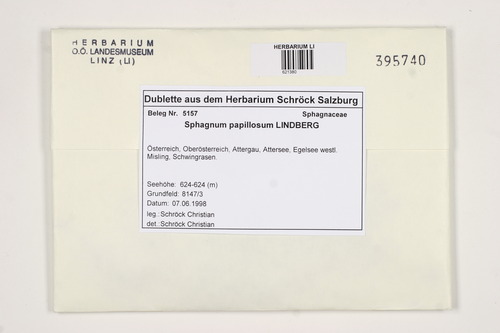 HERBARIUM
O.Ö. LANDESMUSEUM
LINZ (LI)
HERBARIUM LI
395740
Dublette aus dem Herbarium Schröck Salzburg
Beleg Nr. 5157 Sphagnaceae
Sphagnum papillosum LINDBERG
Österreich, Oberösterreich, Attergau, Attersee, Egelsee westl.
Misling, Schwingrasen.
Seehöhe: 624-624 (m)
Grundfeld: 8147/3
Datum: 07.06.1998
leg. Schröck Christian
det. Schröck Christian